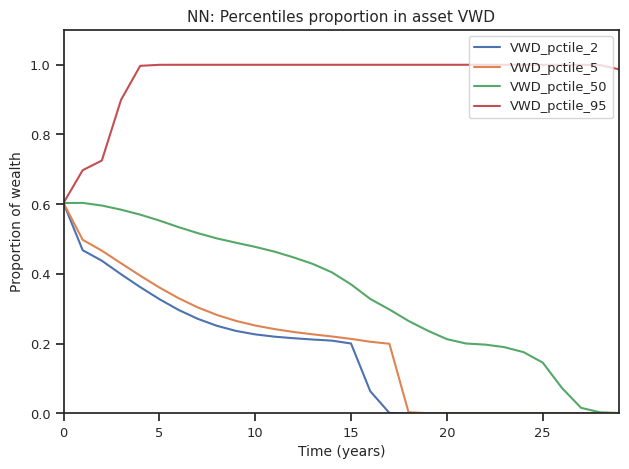 NN: Percentiles proportion in asset VWD
VWD_pctile_2
VWD_pctile_5
VWD_pctile_50
VWD_pctile_95
Proportion of wealth
1.0
0.8
0.6
0.4
0.2
0.0
0 5 10 15 20 25
Time (years)